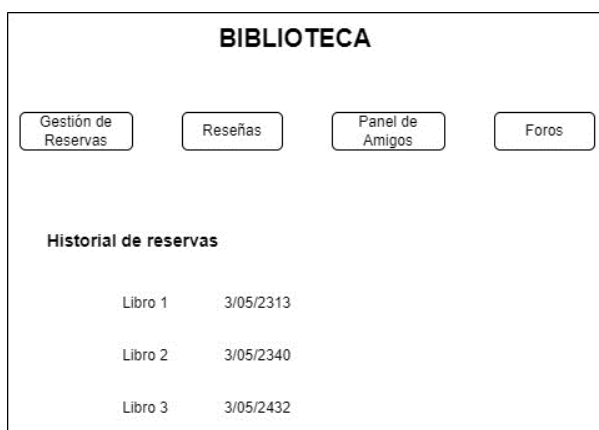 BIBLIOTECA
Gestión de
Reservas
Reseñas
Panel de
Amigos
Foros
Historial de reservas
Libro 1 3/05/2313
Libro 2 3/05/2340
Libro 3 3/05/2432